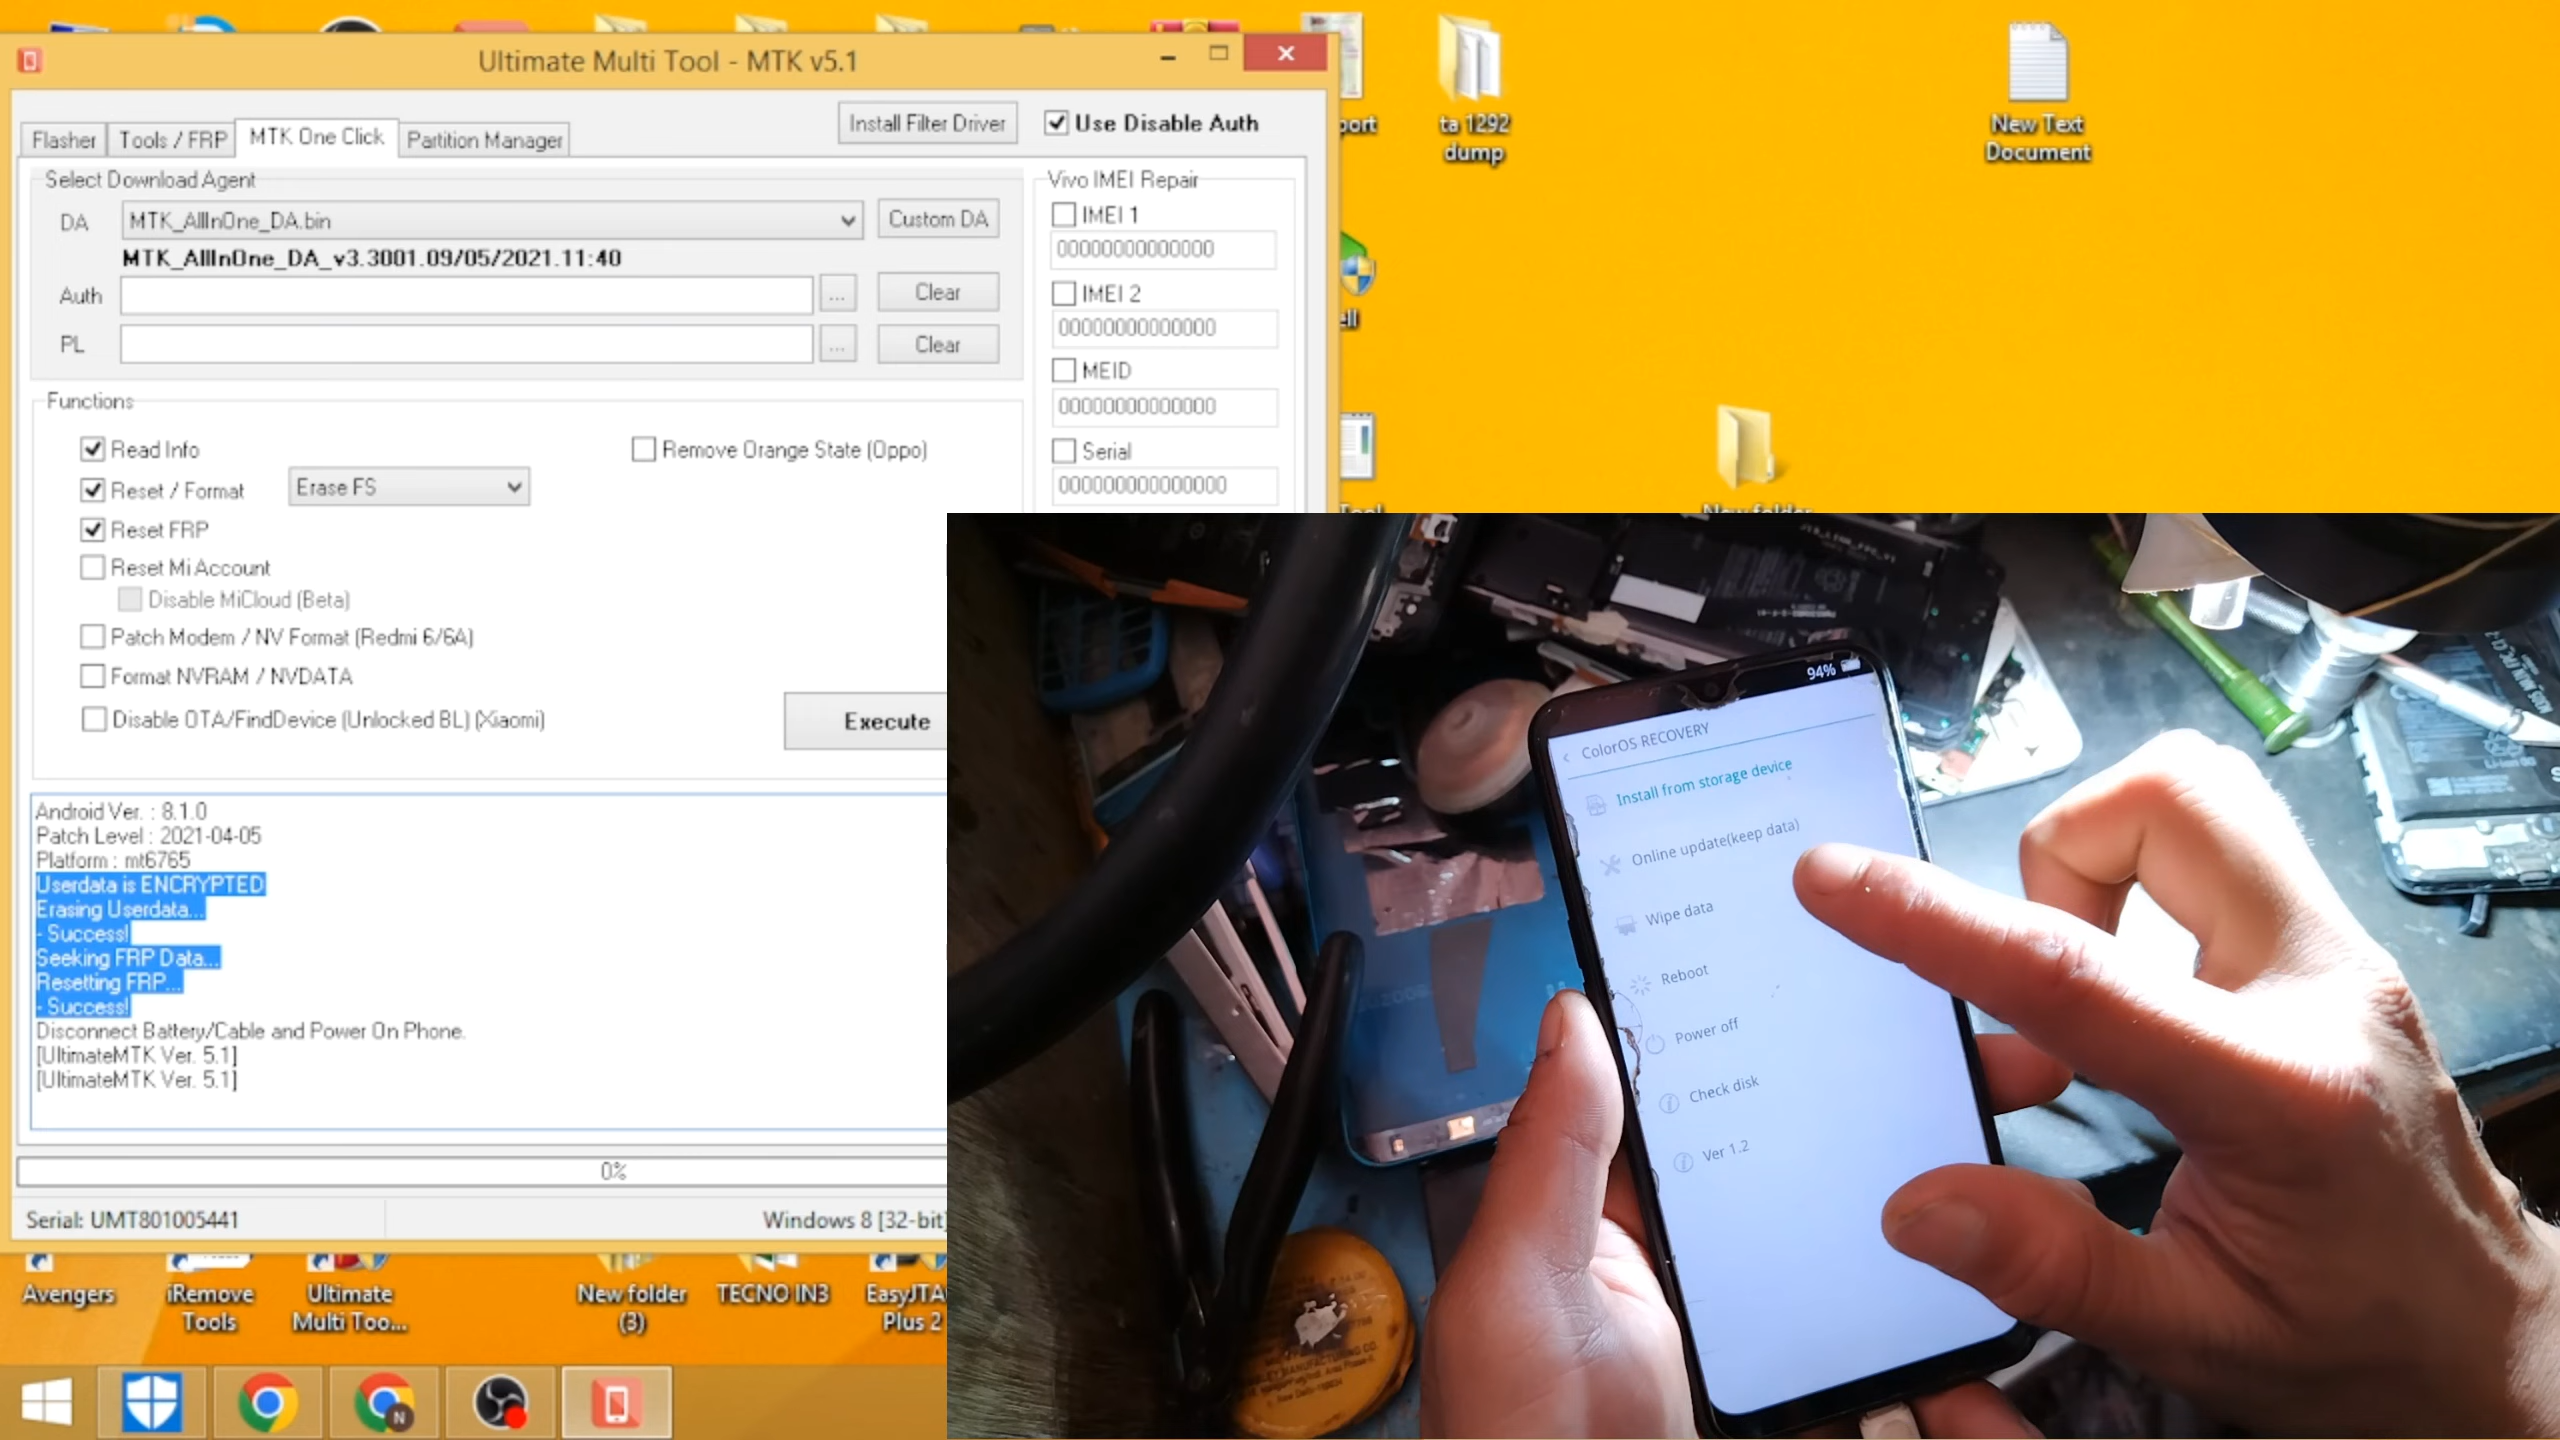 Ultimate Multi Tool - MTK v5.1
Install Filter Driver
Use Disable Auth
Flasher
Tools / FRP
MTK One Click
Partition Manager
Select Download Agent
DA
MTK_AllInOne_DA.bin
Custom DA
MTK_AllInOne_DA_v3.3001.09/05/2021.11:40
Auth
...
Clear
PL
...
Clear
Vivo IMEI Repair
IMEI 1
00000000000000
IMEI 2
00000000000000
MEID
00000000000000
Serial
000000000000000
Functions
Read Info
Remove Orange State (Oppo)
Reset / Format
Erase FS
Reset FRP
Reset Mi Account
Disable MiCloud (Beta)
Patch Modem / NV Format (Redmi 6/6A)
Format NVRAM / NVDATA
Disable OTA/FindDevice (Unlocked BL) (Xiaomi)
Execute
Android Ver. : 8.1.0
Patch Level : 2021-04-05
Platform : mt6765
Userdata is ENCRYPTED
Erasing Userdata...
- Success!
Seeking FRP Data...
Resetting FRP...
- Success!
Disconnect Battery/Cable and Power On Phone.
[UltimateMTK Ver. 5.1]
[UltimateMTK Ver. 5.1]
0%
Serial: UMT801005441
Windows 8 [32-bit]
port
ta 1292
dump
New Text
Document
ell
Tool
New folder
Avengers
iRemove
Tools
Ultimate
Multi Too...
New folder
(3)
TECNO IN3
EasyJTA
Plus 2
N
94%
ColorOS RECOVERY
Install from storage device
Online update(keep data)
Wipe data
Reboot
Power off
Check disk
Ver 1.2